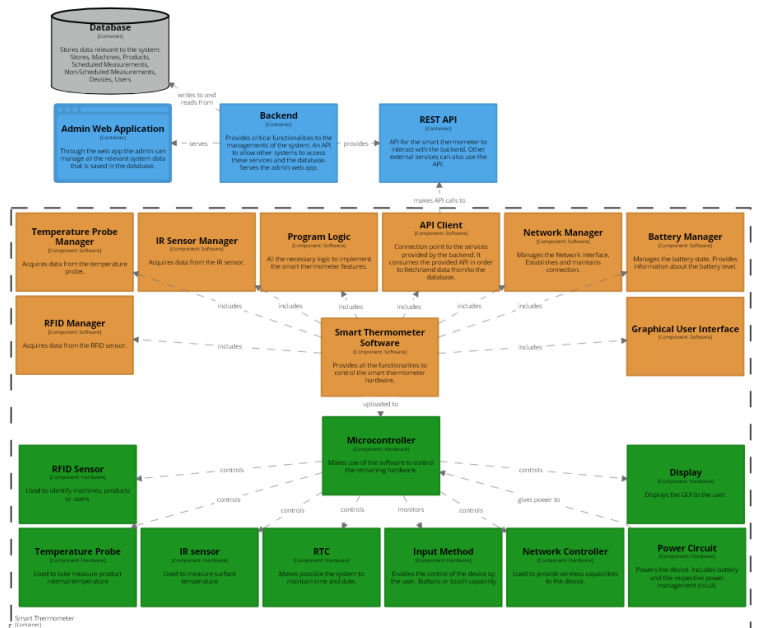 Database
[Container]
Stores data relevant to the system:
Stores, Machines, Products,
Scheduled Measurements,
Non-Scheduled Measurements,
Devices, Users
writes to and
reads from
Admin Web Application
[Container]
Through the web app the admin can
manage all the relevant system data
that is saved in the database.
serves
Backend
[Container]
Provides critical functionalities to the
managements of the system. An API
to allow other systems to access
these services and the database.
Serves the admin web app.
provides
REST API
[Container]
API for the smart thermometer to
interact with the backend. Other
external services can also use the
API.
makes API calls to
Temperature Probe
Manager
[Component: Software]
Acquires data from the temperature
probe.
IR Sensor Manager
[Component: Software]
Acquires data from the IR sensor.
Program Logic
[Component: Software]
All the necessary logic to implement
the smart thermometer features.
API Client
[Component: Software]
Connection point to the services
provided by the backend. It
consumes the provided API in order
to fetch/send data from/to the
database.
Network Manager
[Component: Software]
Manages the Network Interface.
Establishes and maintains
connection.
Battery Manager
[Component: Software]
Manages the battery state. Provides
information about the battery level.
includes
includes
includes
includes
includes
includes
RFID Manager
[Component: Software]
Acquires data from the RFID sensor.
includes
Smart Thermometer
Software
[Component: Software]
Provides all the functionalities to
control the smart thermometer
hardware.
includes
Graphical User Interface
[Component: Software]
uploaded to
Microcontroller
[Component: Hardware]
Makes use of the software to control
the remaining hardware.
RFID Sensor
[Component: Hardware]
Used to identify machines, products
or users.
controls
controls
controls
controls
monitors
controls
controls
gives power to
Display
[Component: Hardware]
Displays the GUI to the user.
Temperature Probe
[Component: Hardware]
Used to take measure product
internal temperature
IR sensor
[Component: Hardware]
Used to measure surface
temperature
RTC
[Component: Hardware]
Makes possible the system to
maintain time and date.
Input Method
[Component: Hardware]
Enables the control of the device by
the user. Buttons or touch capability
Network Controller
[Component: Hardware]
Used to provide wireless capabilities
to the device.
Power Circuit
[Component: Hardware]
Powers the device. Includes battery
and the respective power
management circuit.
Smart Thermometer
[Container]